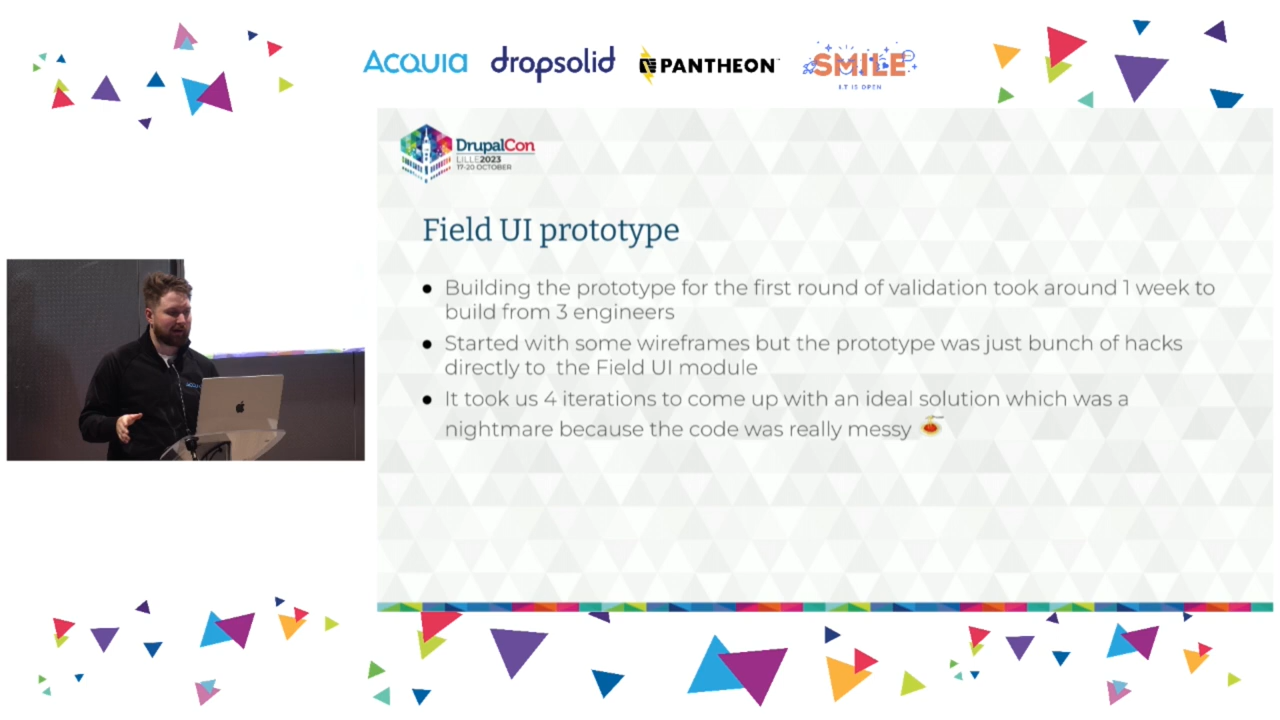 ACQUIA dropsolid PANTHEON SMILE
I.T IS OPEN
DrupalCon
LILLE2023
17-20 OCTOBER
Field UI prototype
● Building the prototype for the first round of validation took around 1 week to
build from 3 engineers
● Started with some wireframes but the prototype was just bunch of hacks
directly to the Field UI module
● It took us 4 iterations to come up with an ideal solution which was a
nightmare because the code was really messy